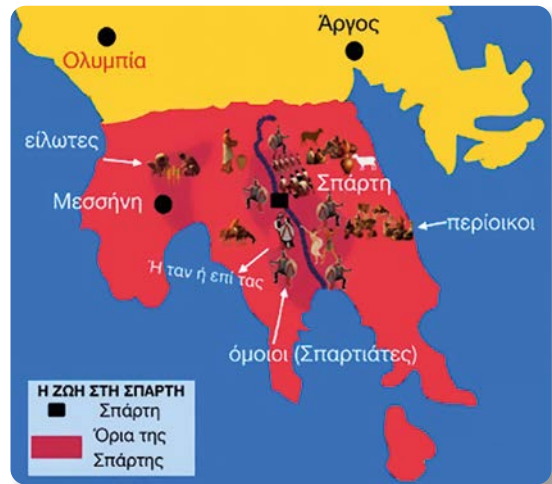 Άργος
Ολυμπία
είλωτες
Σπάρτη
Μεσσήνη
περίοικοι
Ή ταν ή επί τας
όμοιοι (Σπαρτιάτες)
Η ΖΩΗ ΣΤΗ ΣΠΑΡΤΗ
Σπάρτη
Όρια της
Σπάρτης